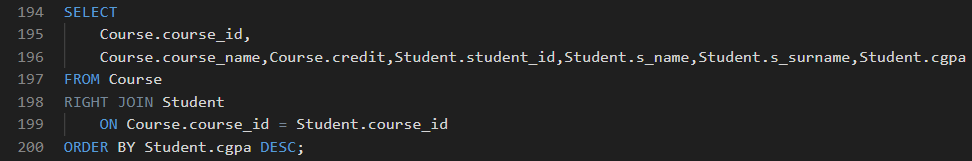 194 SELECT
195 Course.course_id,
196 Course.course_name,Course.credit,Student.student_id,Student.s_name,Student.s_surname,Student.cgpa
197 FROM Course
198 RIGHT JOIN Student
199 ON Course.course_id = Student.course_id
200 ORDER BY Student.cgpa DESC;